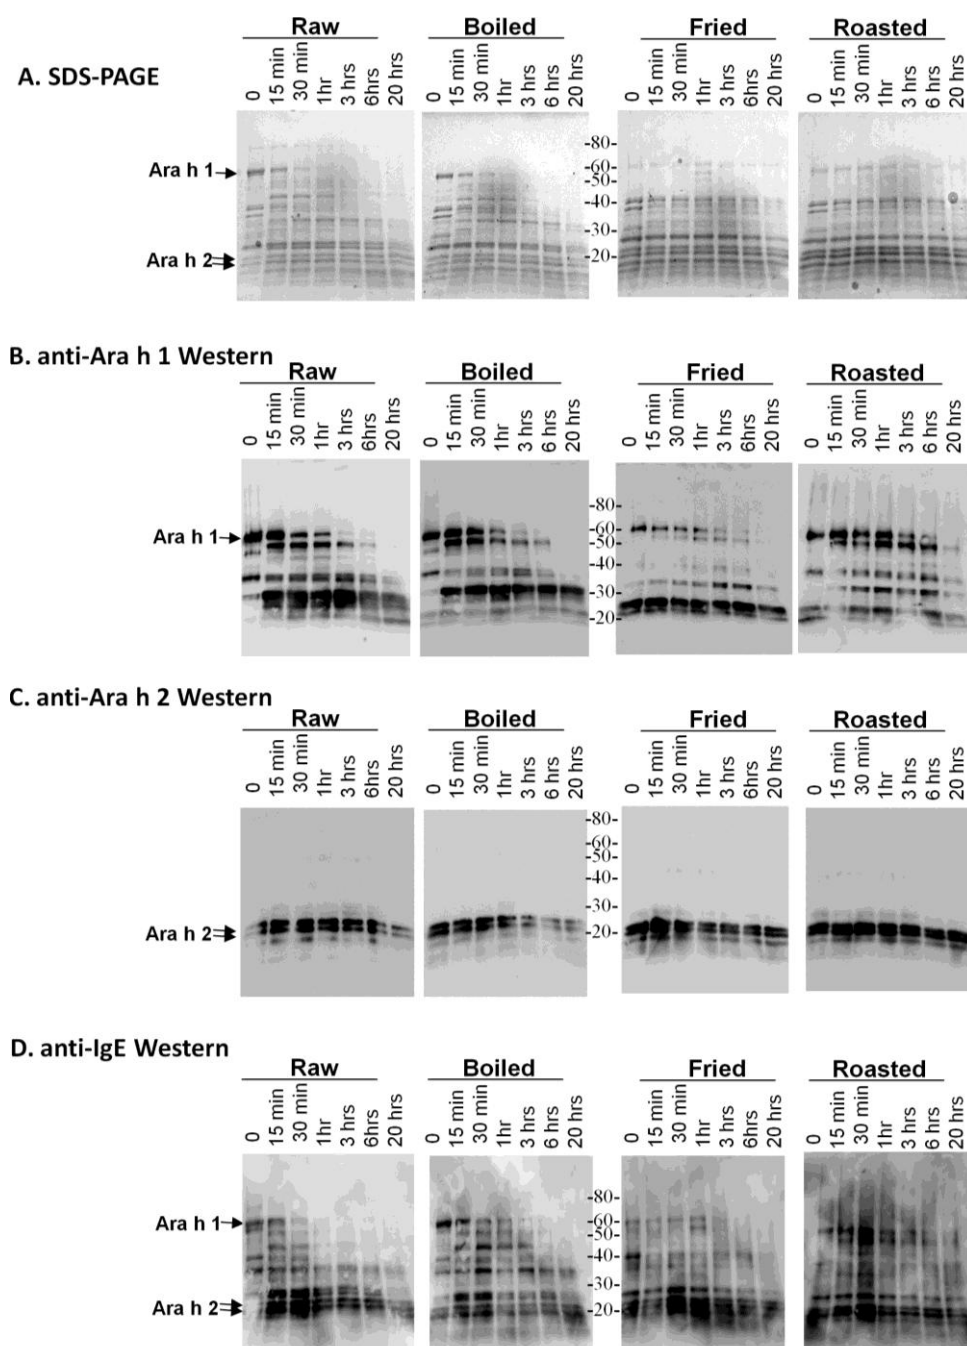 Raw Boiled Fried Roasted
A. SDS-PAGE
0 15 min 30 min 1hr 3 hrs 6hrs 20 hrs 0 15 min 30 min 1hr 3 hrs 6 hrs 20 hrs 0 15 min 30 min 1hr 3 hrs 6hrs 20 hrs 0 15 min 30 min 1hr 3 hrs 6 hrs 20 hrs
-80-
Ara h 1
-60-
-50-
-40-
-30-
Ara h 2
-20-
B. anti-Ara h 1 Western
Raw Boiled Fried Roasted
0 15 min 30 min 1hr 3 hrs 6hrs 20 hrs 0 15 min 30 min 1hr 3 hrs 6 hrs 20 hrs 0 15 min 30 min 1hr 3 hrs 6hrs 20 hrs 0 15 min 30 min 1hr 3 hrs 6 hrs 20 hrs
-80-
Ara h 1
-60-
-50-
-40-
-30-
-20-
C. anti-Ara h 2 Western
Raw Boiled Fried Roasted
0 15 min 30 min 1hr 3 hrs 6hrs 20 hrs 0 15 min 30 min 1hr 3 hrs 6 hrs 20 hrs 0 15 min 30 min 1hr 3 hrs 6hrs 20 hrs 0 15 min 30 min 1hr 3 hrs 6 hrs 20 hrs
-80-
-60-
-50-
-40-
-30-
Ara h 2
-20-
D. anti-IgE Western
Raw Boiled Fried Roasted
0 15 min 30 min 1hr 3 hrs 6hrs 20 hrs 0 15 min 30 min 1hr 3 hrs 6 hrs 20 hrs 0 15 min 30 min 1hr 3 hrs 6hrs 20 hrs 0 15 min 30 min 1hr 3 hrs 6 hrs 20 hrs
-80-
Ara h 1
-60-
-50-
-40-
-30-
Ara h 2
-20-